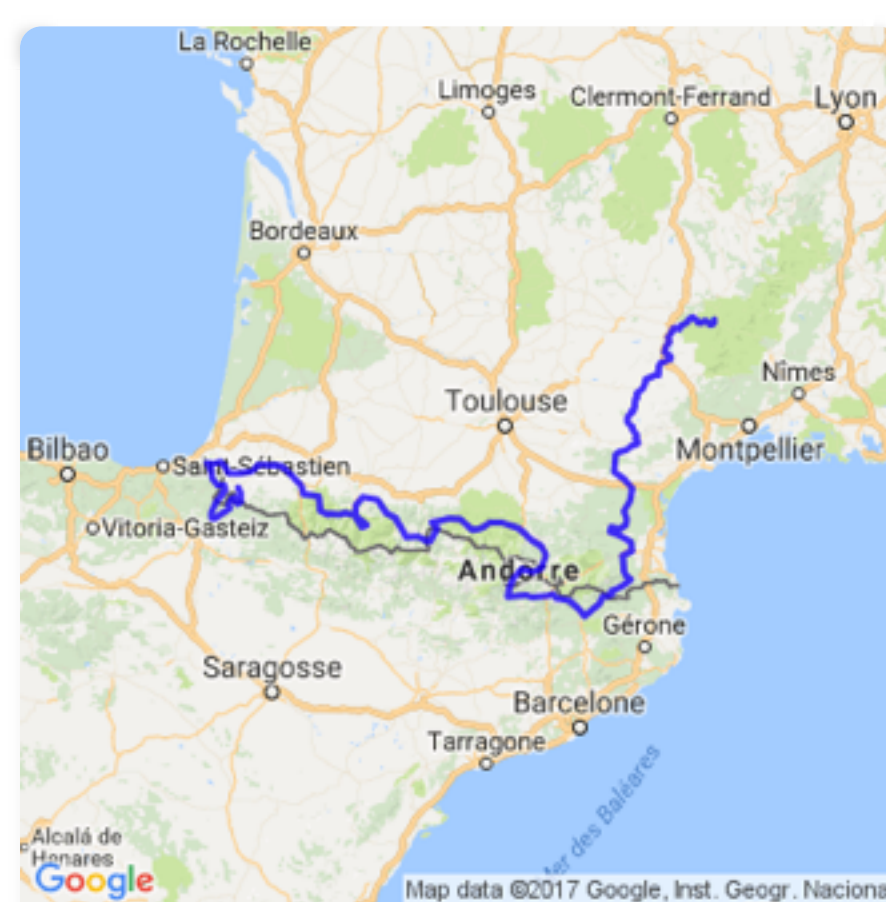 La Rochelle
Limoges
Clermont-Ferrand
Lyon
Bordeaux
Nîmes
Toulouse
Montpellier
Bilbao
Saint-Sébastien
Vitoria-Gasteiz
Andorre
Gérone
Saragosse
Barcelone
Tarragone
Mer des Baléares
Alcalá de
Henares
Google
Map data ©2017 Google, Inst. Geogr. Naciona